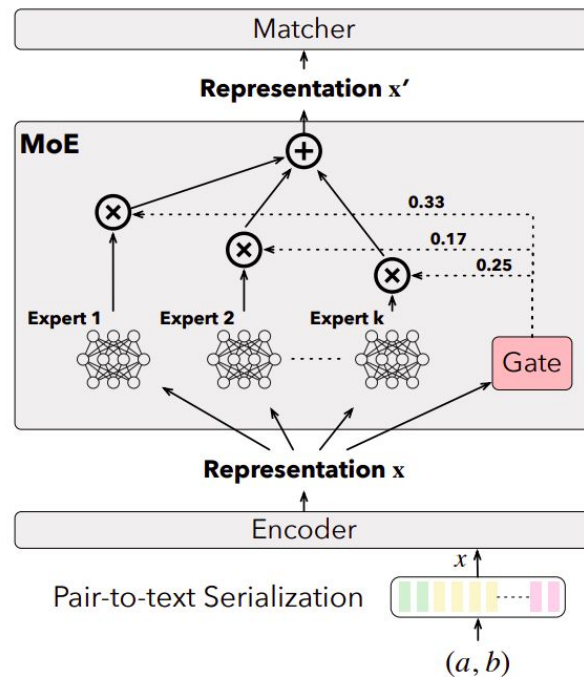 Matcher
Representation x′
MoE
+
×
0.33
×
0.17
×
0.25
Expert 1
Expert 2
Expert k
Gate
Representation x
Encoder
x
Pair-to-text Serialization
(a, b)